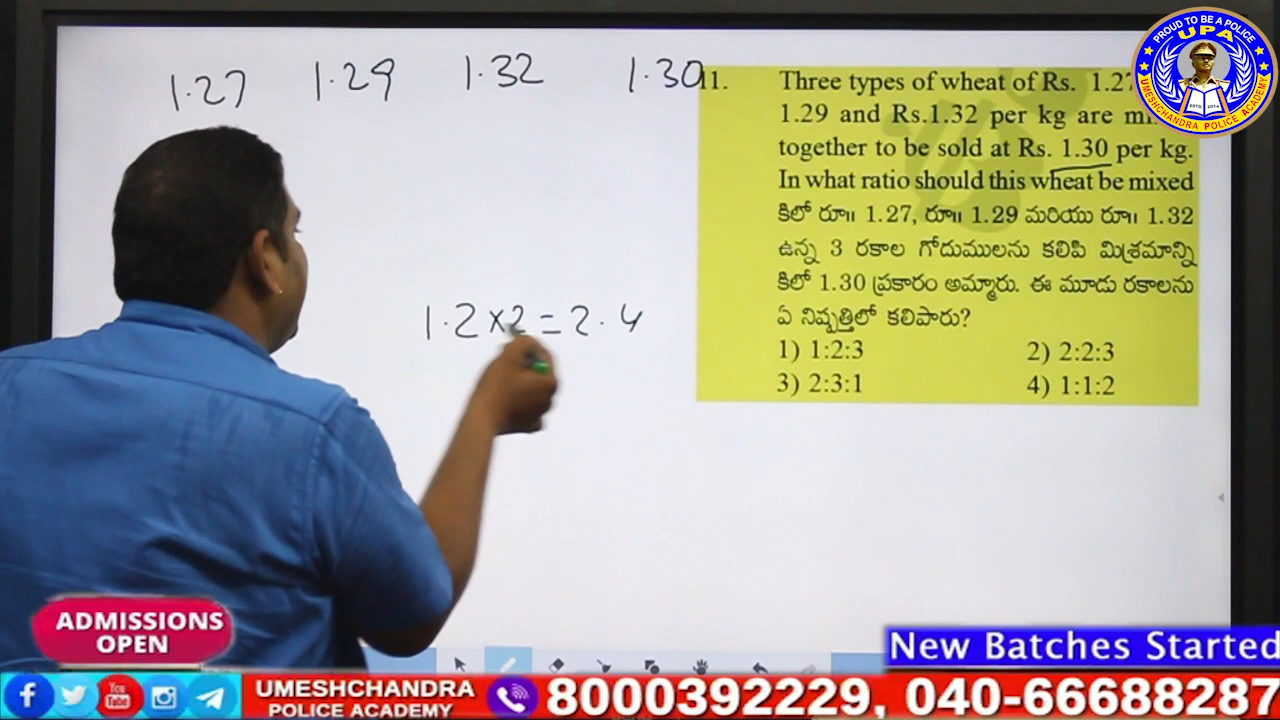 1.27 1.29 1.32 1.30
11. Three types of wheat of Rs. 1.27
1.29 and Rs.1.32 per kg are
together to be sold at Rs. 1.30 per kg.
In what ratio should this wheat be mixed
కిలో రూ॥ 1.27, రూ॥ 1.29 మరియు రూ॥ 1.32
ఉన్న 3 రకాల గోదుములను కలిపి మిశ్రమాన్ని
కిలో 1.30 ప్రకారం అమ్మారు. ఈ మూడు రకాలను
ఏ నిష్పత్తిలో కలిపారు?
1) 1:2:3 2) 2:2:3
3) 2:3:1 4) 1:1:2
1.2×2=2.4
PROUD TO BE A POLICE
UPA
ESTD. 2014
UMESHCHANDRA POLICE ACADEMY
ADMISSIONS
OPEN
New Batches Started
UMESHCHANDRA
POLICE ACADEMY
8000392229, 040-66688287
You
Tube